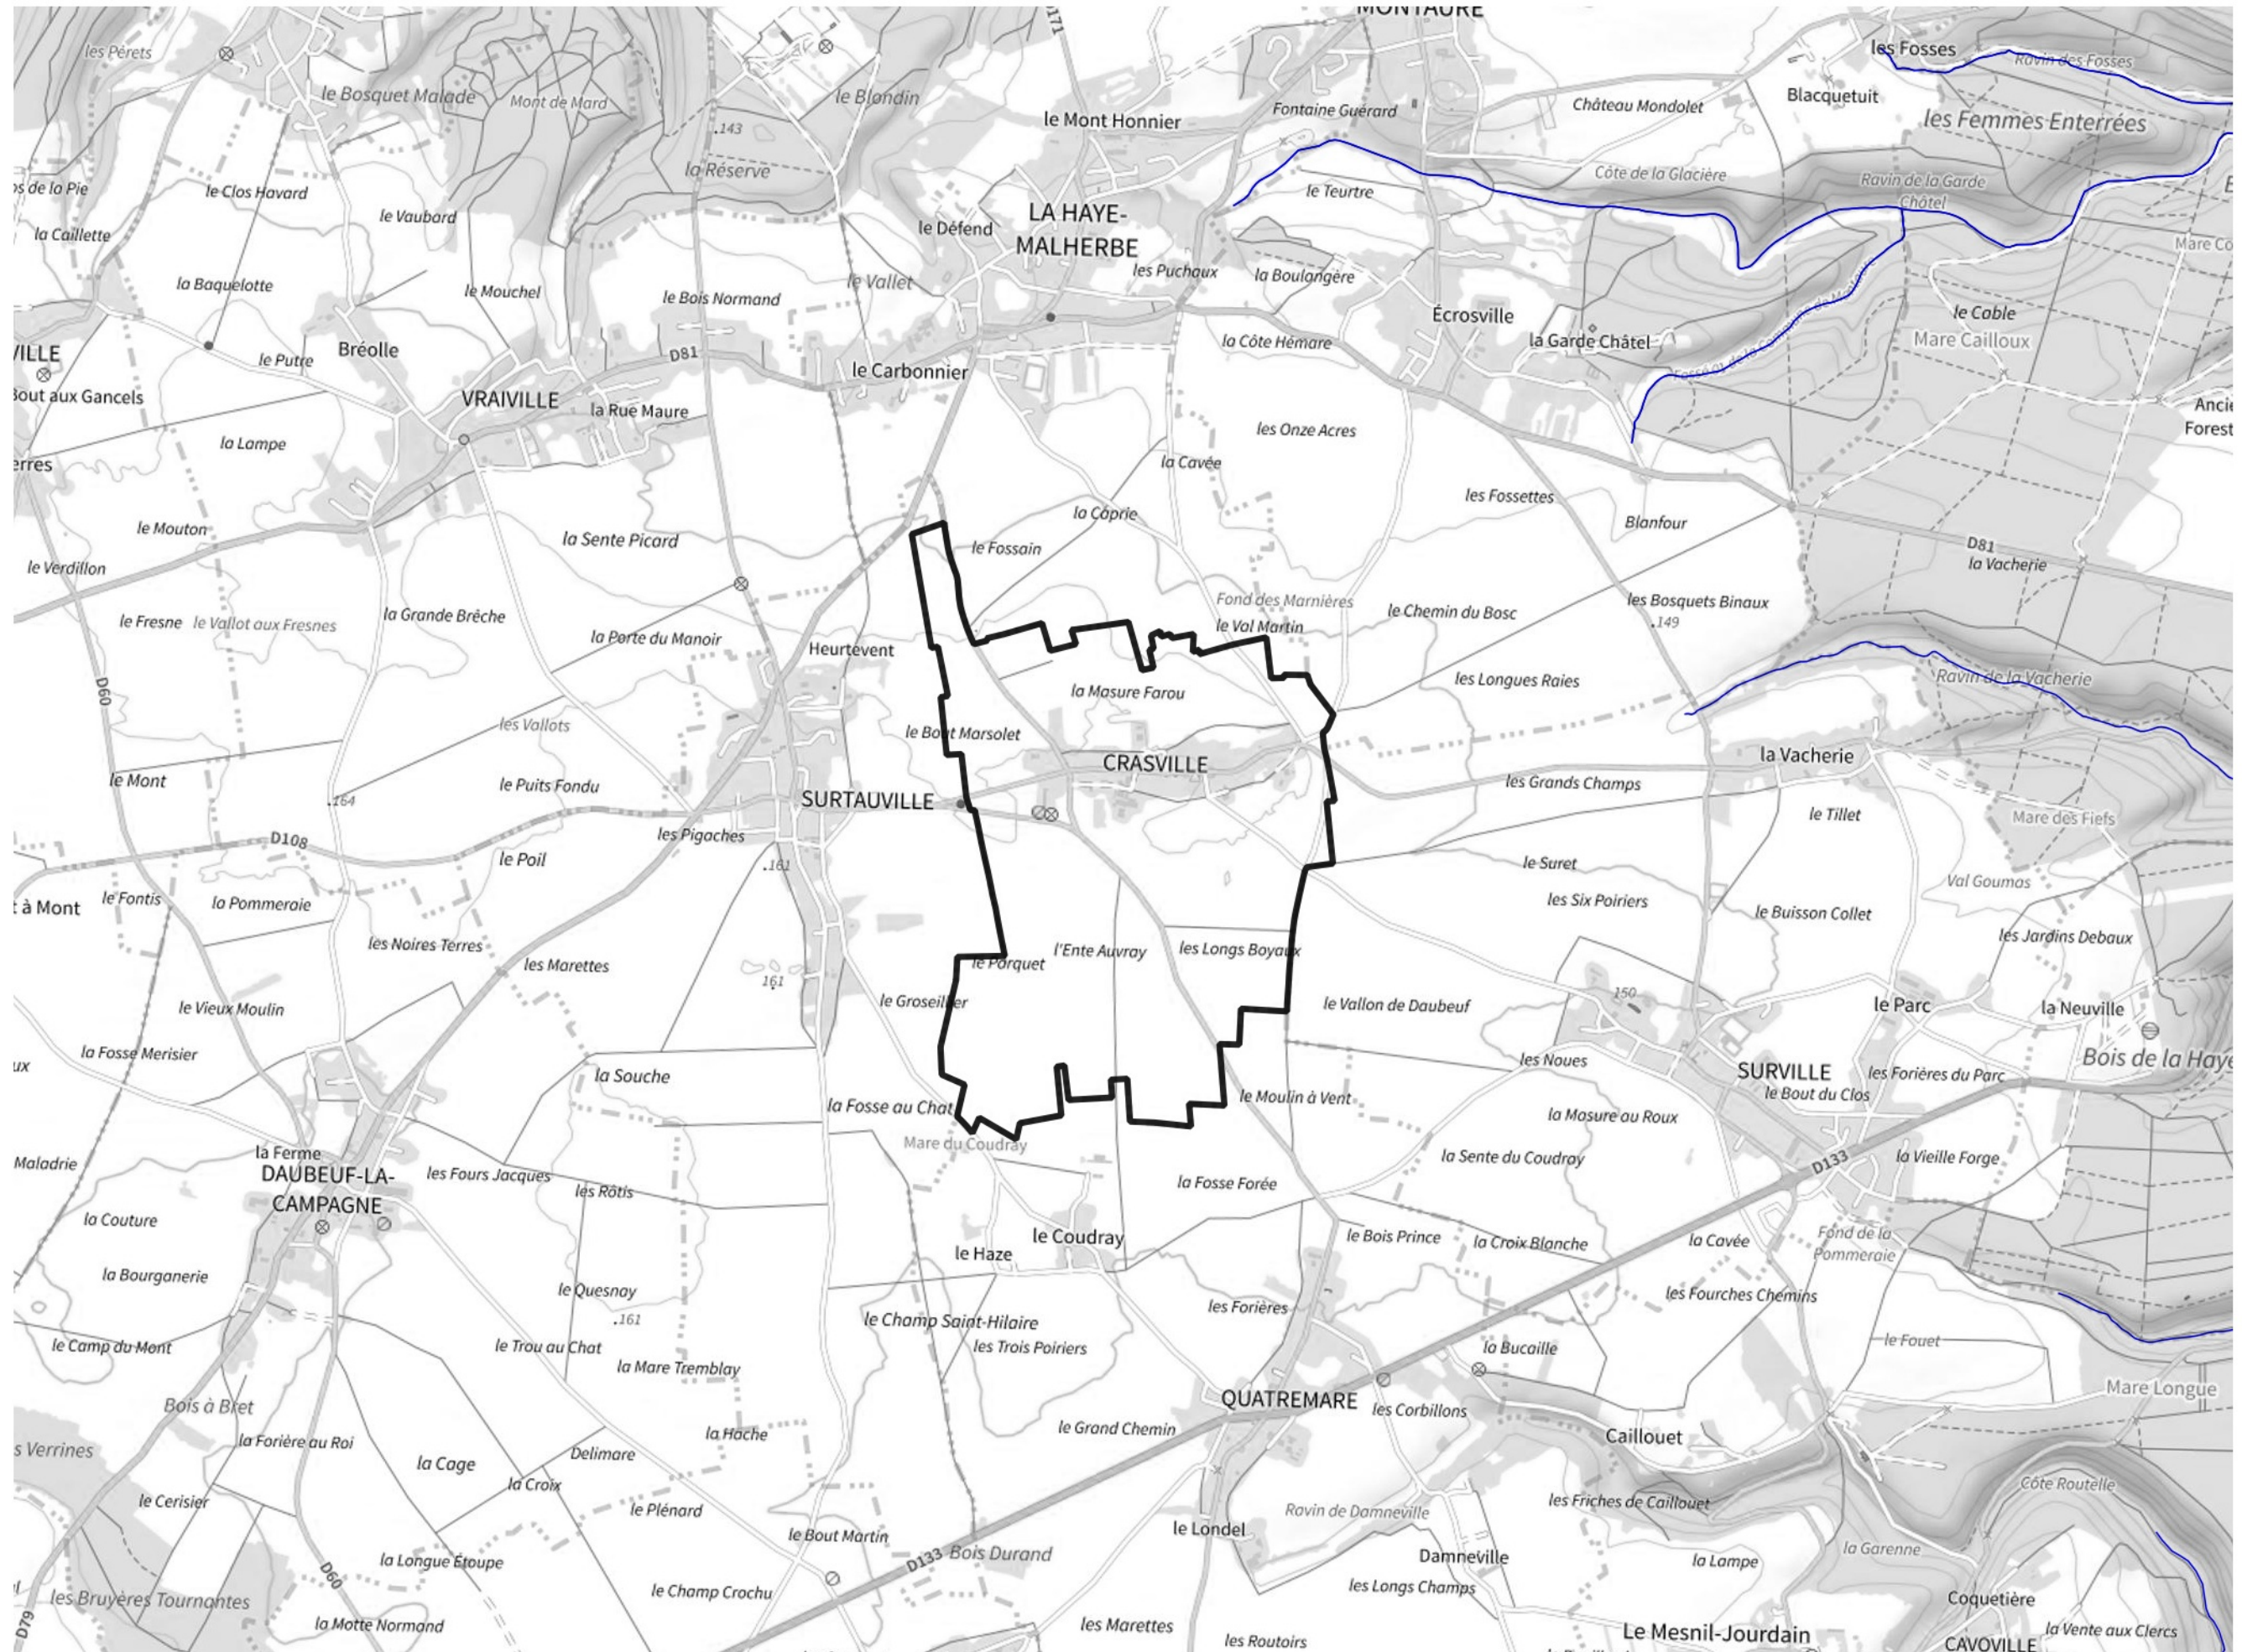 MONTAURE
les Pérets
D171
les Fosses
Ravin des Fosses
le Bosquet Malade
Mont de Mard
le Blondin
Blacquetuit
Château Mondolet
Fontaine Guérard
le Mont Honnier
les Femmes Enterrées
143
la Réserve
Côte de la Glacière
Ravin de la Garde
Châtel
os de la Pie
le Clos Havard
le Teurtre
le Vaubard
LA HAYE-
MALHERBE
le Défend
la Caillette
Mare Co
les Puchaux
la Boulangère
la Baquelotte
le Mouchel
le Bois Normand
le Vallet
Écrosville
le Cable
la Garde Châtel
Mare Cailloux
la Côte Hémare
VILLE
le Putre
Bréolle
D81
le Carbonnier
Bout aux Gancels
VRAIVILLE
la Rue Maure
Ancie
Forest
les Onze Acres
la Lampe
erres
la Cavée
les Fossettes
la Câprie
Blanfour
le Mouton
la Sente Picard
le Fossain
D81
la Vacherie
le Verdillon
Fond des Marnières
les Bosquets Binaux
le Fresne
le Vallot aux Fresnes
la Grande Brèche
le Chemin du Bosc
149
le Val Martin
la Porte du Manoir
Heurtevent
D60
la Masure Farou
les Longues Raies
Ravin de la Vacherie
les Vallots
le Bout Marsolet
CRASVILLE
la Vacherie
le Mont
le Puits Fondu
les Grands Champs
164
SURTAUVILLE
le Tillet
Mare des Fiefs
D108
les Pigaches
le Poil
161
le Suret
Val Goumas
t à Mont
le Fontis
la Pommeraie
les Six Poiriers
le Buisson Collet
les Noires Terres
l'Ente Auvray
les Longs Boyaux
les Jardins Debaux
les Marettes
le Parquet
161
150
le Groseillier
le Vallon de Daubeuf
le Parc
la Neuville
le Vieux Moulin
la Fosse Merisier
les Noues
Bois de la Haye
ux
la Souche
SURVILLE
les Forières du Parc
le Bout du Clos
la Fosse au Chat
le Moulin à Vent
la Masure au Roux
Mare du Coudray
la Ferme
Maladrie
DAUBEUF-LA-
CAMPAGNE
les Fours Jacques
les Rôtis
la Fosse Forée
la Sente du Coudray
D133
la Vieille Forge
la Couture
le Coudray
le Haze
le Bois Prince
la Croix Blanche
la Cavée
Fond de la
Pommeraie
la Bourganerie
le Quesnay
les Fourches Chemins
161
le Champ Saint-Hilaire
les Forières
le Camp du Mont
le Trou au Chat
les Trois Poiriers
la Bucaille
le Fouet
la Mare Tremblay
Mare Longue
Bois à Bret
QUATREMARE
les Corbillons
la Hache
le Grand Chemin
Caillouet
la Forière au Roi
s Verrines
Delimare
la Cage
la Croix
Côte Routelle
le Cerisier
le Plénard
Ravin de Damneville
les Friches de Caillouet
le Bout Martin
le Londel
la Garenne
D133
Bois Durand
Damneville
la Longue Étoupe
la Lampe
D60
le Champ Crochu
les Longs Champs
les Bruyères Tournantes
Coquetière
D79
la Motte Normand
les Marettes
les Routoirs
Le Mesnil-Jourdain
la Vente aux Clercs
CAVOVILLE